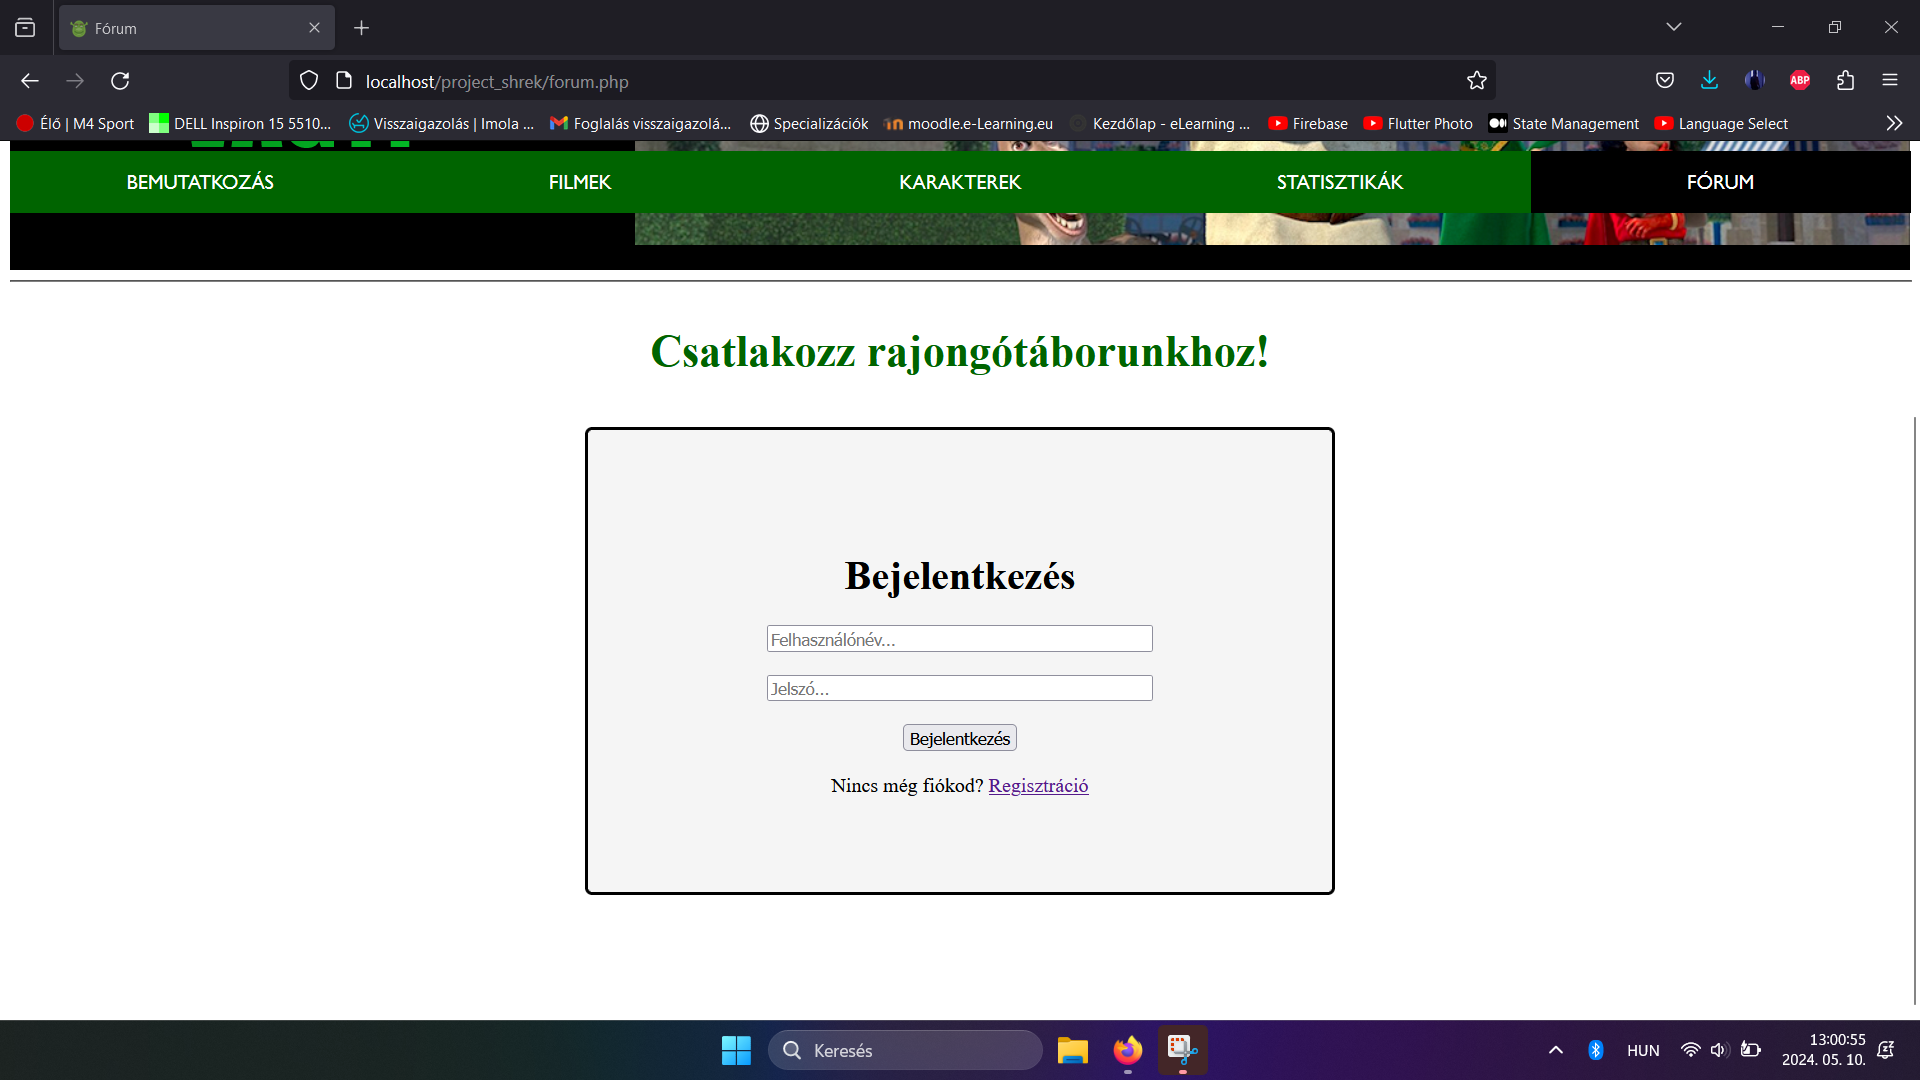 Fórum
localhost/project_shrek/forum.php
ABP
Élő | M4 Sport
DELL Inspiron 15 5510...
Visszaigazolás | Imola ...
Foglalás visszaigazolá...
Specializációk
moodle.e-Learning.eu
Kezdőlap - eLearning ...
Firebase
Flutter Photo
State Management
Language Select
BEMUTATKOZÁS
FILMEK
KARAKTEREK
STATISZTIKÁK
FÓRUM
Csatlakozz rajongótáborunkhoz!
Bejelentkezés
Felhasználónév...
Jelszó...
Bejelentkezés
Nincs még fiókod? Regisztráció
Keresés
HUN
13:00:55
2024. 05. 10.